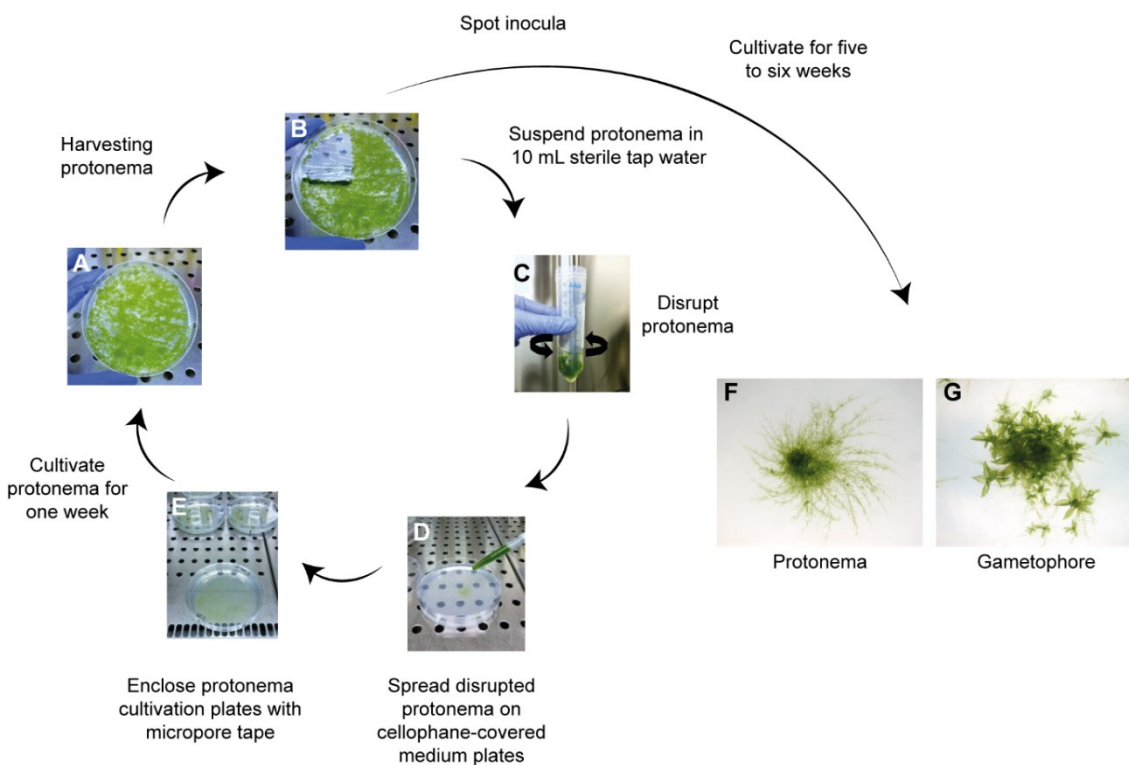 Spot inocula
Cultivate for five
to six weeks
B
Harvesting
protonema
Suspend protonema in
10 mL sterile tap water
A
C
Disrupt
protonema
F
G
Cultivate
protonema for
one week
E
D
Protonema
Gametophore
Enclose protonema
cultivation plates with
micropore tape
Spread disrupted
protonema on
cellophane-covered
medium plates